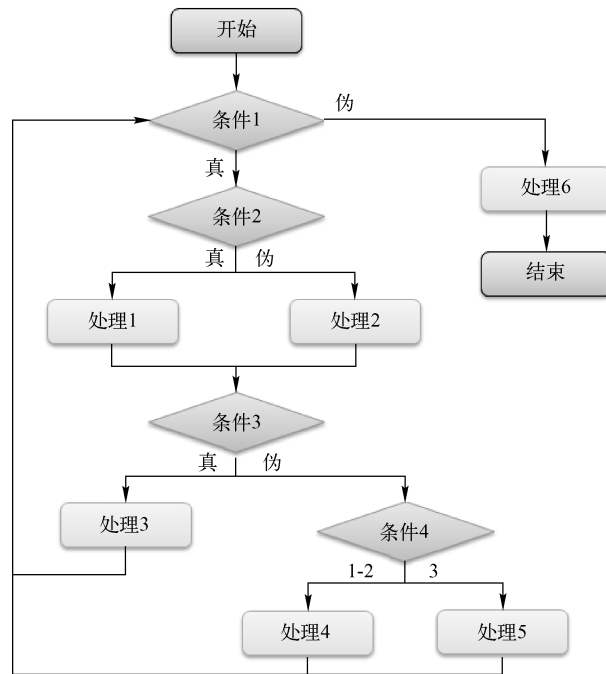 开始
条件1
伪
真
处理6
条件2
真 伪
结束
处理1
处理2
条件3
真 伪
处理3
条件4
1-2 3
处理4
处理5